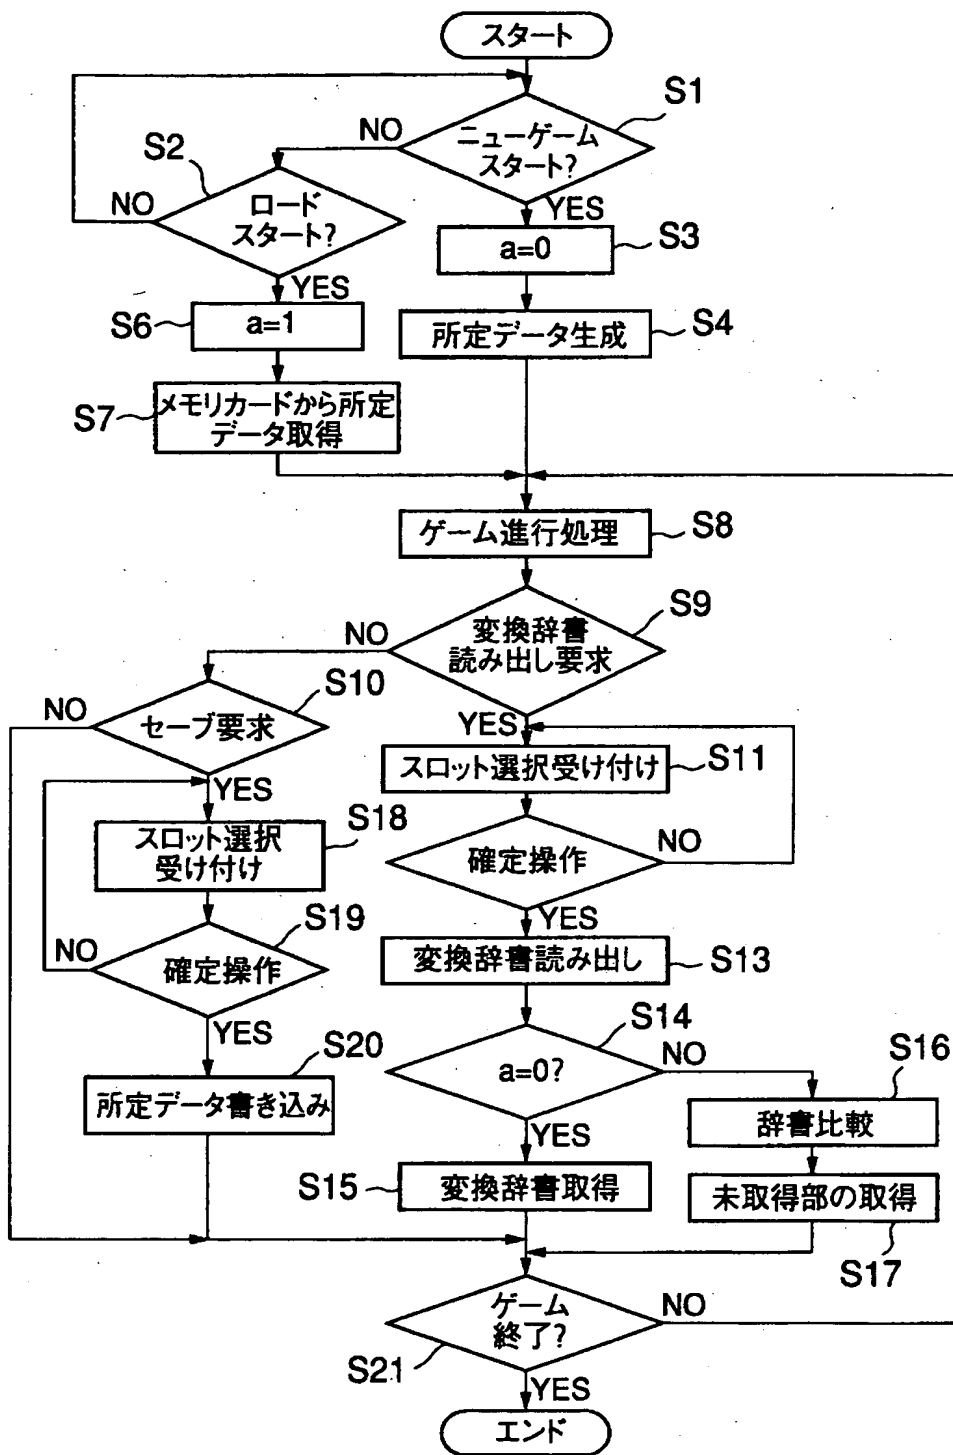 スタート
S1
ニューゲーム
スタート?
NO
YES
S2
ロード
スタート?
NO
YES
S3
a=0
S6
a=1
S4
所定データ生成
S7
メモリカードから所定
データ取得
S8
ゲーム進行処理
S9
変換辞書
読み出し要求
NO
YES
S10
セーブ要求
NO
YES
S11
スロット選択受け付け
S18
スロット選択
受け付け
確定操作
NO
YES
S19
確定操作
NO
YES
S13
変換辞書読み出し
S14
a=0?
NO
YES
S20
所定データ書き込み
S16
辞書比較
S15
変換辞書取得
未取得部の取得
S17
ゲーム
終了?
NO
S21
YES
エンド